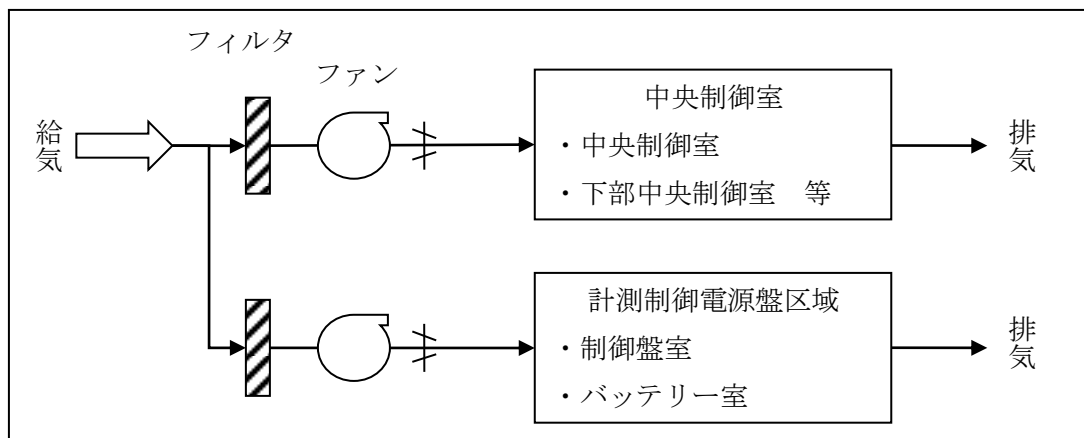 フィルタ
ファン
給気
中央制御室
・中央制御室
・下部中央制御室　等
排気
計測制御電源盤区域
・制御盤室
・バッテリー室
排気